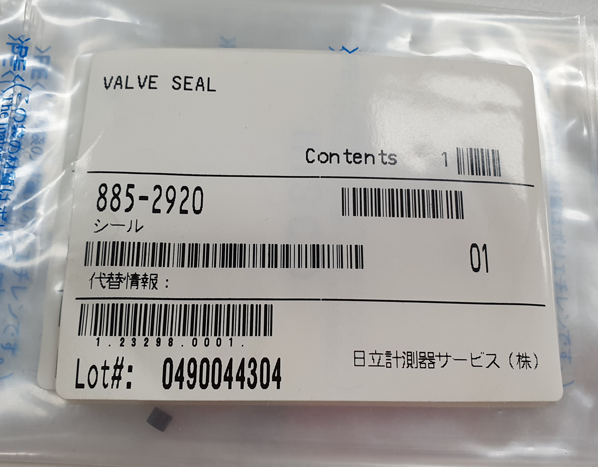 VALVE SEAL
Contents 1
885-2920
シール
01
代替情報：
1.23298.0001.
Lot#: 0490044304
日立計測器サービス（株）